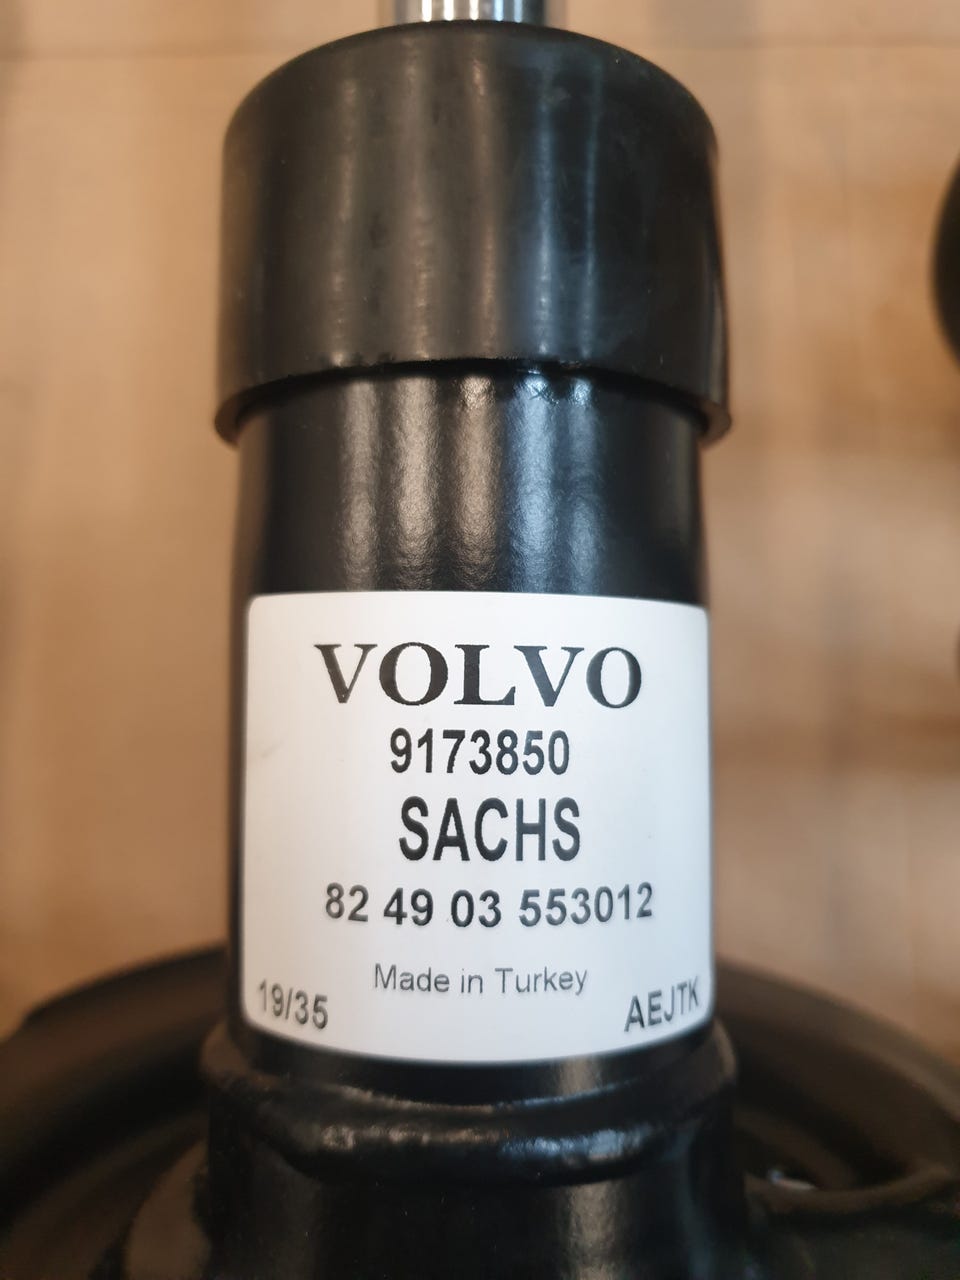 VOLVO
9173850
SACHS
82 49 03 553012
Made in Turkey
19/35
AEJTK